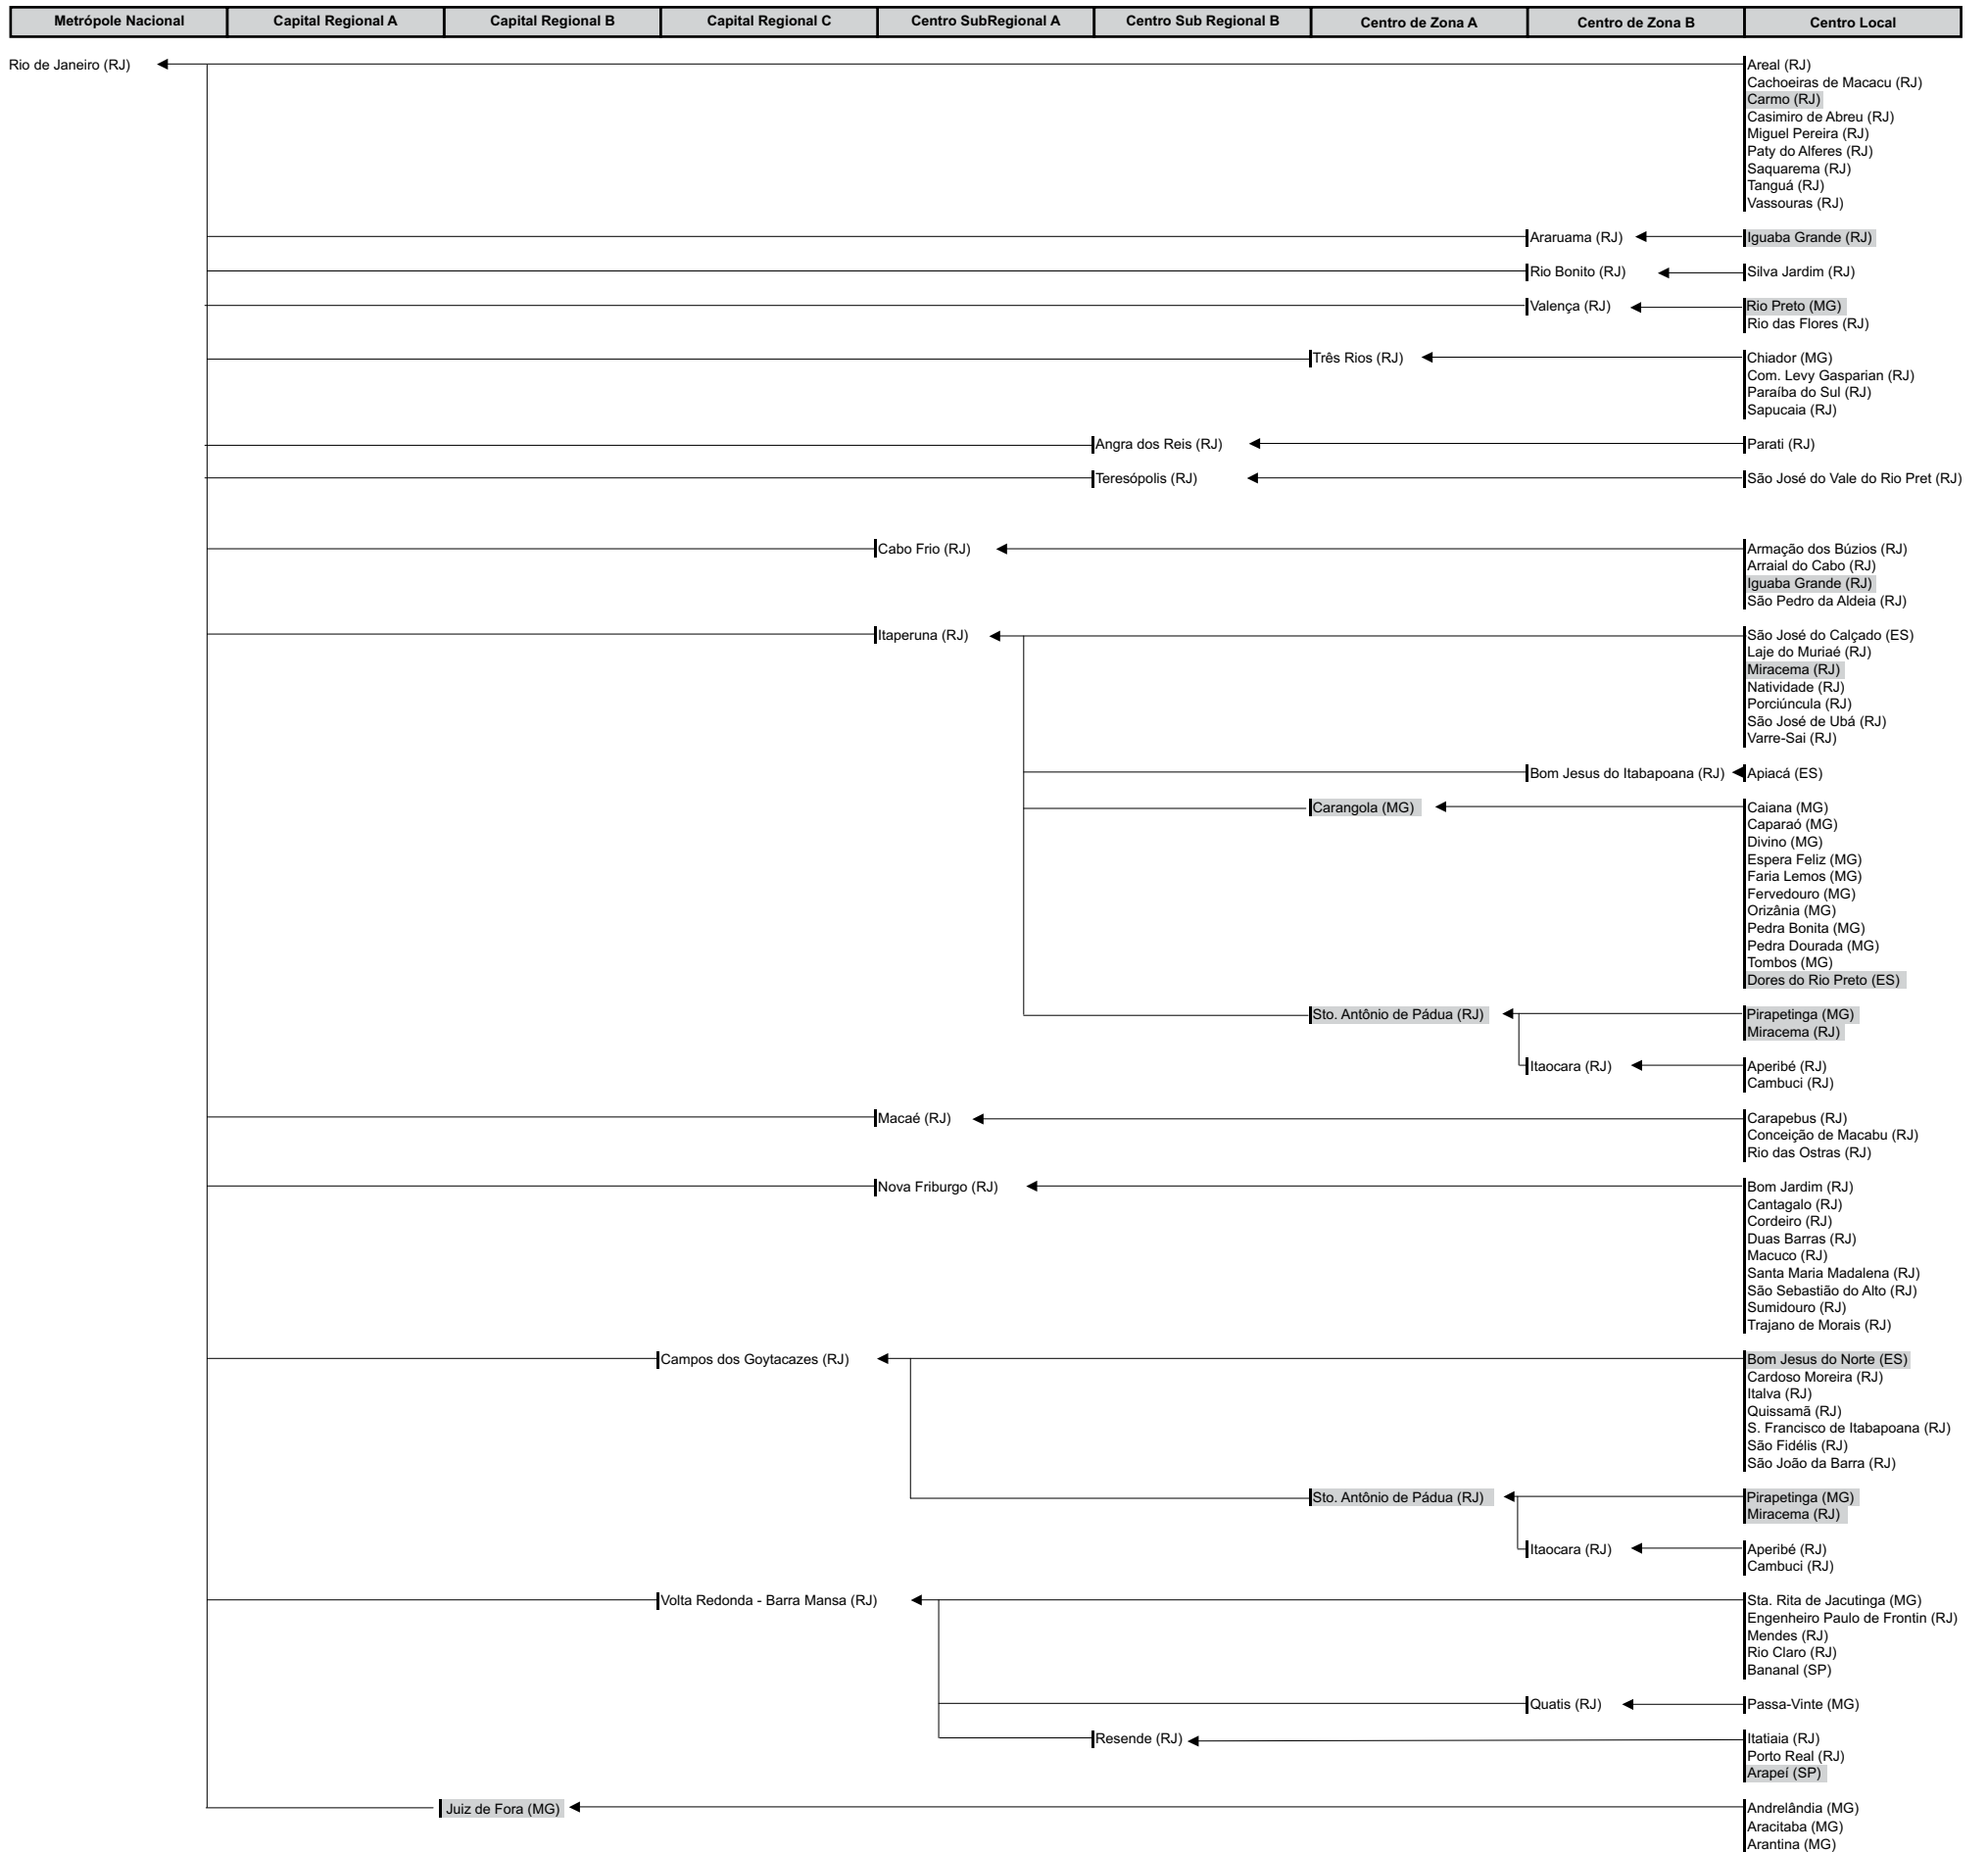 Metrópole Nacional Capital Regional A Capital Regional B Capital Regional C Centro SubRegional A Centro Sub Regional B Centro de Zona A Centro de Zona B Centro Local
Rio de Janeiro (RJ) Areal (RJ)
Cachoeiras de Macacu (RJ)
Carmo (RJ)
Casimiro de Abreu (RJ)
Miguel Pereira (RJ)
Paty do Alferes (RJ)
Saquarema (RJ)
Tanguá (RJ)
Vassouras (RJ)
Araruama (RJ) Iguaba Grande (RJ)
Rio Bonito (RJ) Silva Jardim (RJ)
Valença (RJ) Rio Preto (MG)
Rio das Flores (RJ)
Três Rios (RJ) Chiador (MG)
Com. Levy Gasparian (RJ)
Paraíba do Sul (RJ)
Sapucaia (RJ)
Angra dos Reis (RJ) Parati (RJ)
Teresópolis (RJ) São José do Vale do Rio Pret (RJ)
Cabo Frio (RJ) Armação dos Búzios (RJ)
Arraial do Cabo (RJ)
Iguaba Grande (RJ)
São Pedro da Aldeia (RJ)
Itaperuna (RJ) São José do Calçado (ES)
Laje do Muriaé (RJ)
Miracema (RJ)
Natividade (RJ)
Porciúncula (RJ)
São José de Ubá (RJ)
Varre-Sai (RJ)
Bom Jesus do Itabapoana (RJ) Apiacá (ES)
Carangola (MG) Caiana (MG)
Caparaó (MG)
Divino (MG)
Espera Feliz (MG)
Faria Lemos (MG)
Fervedouro (MG)
Orizânia (MG)
Pedra Bonita (MG)
Pedra Dourada (MG)
Tombos (MG)
Dores do Rio Preto (ES)
Sto. Antônio de Pádua (RJ) Pirapetinga (MG)
Miracema (RJ)
Itaocara (RJ) Aperibé (RJ)
Cambuci (RJ)
Macaé (RJ) Carapebus (RJ)
Conceição de Macabu (RJ)
Rio das Ostras (RJ)
Nova Friburgo (RJ) Bom Jardim (RJ)
Cantagalo (RJ)
Cordeiro (RJ)
Duas Barras (RJ)
Macuco (RJ)
Santa Maria Madalena (RJ)
São Sebastião do Alto (RJ)
Sumidouro (RJ)
Trajano de Morais (RJ)
Campos dos Goytacazes (RJ) Bom Jesus do Norte (ES)
Cardoso Moreira (RJ)
Italva (RJ)
Quissamã (RJ)
S. Francisco de Itabapoana (RJ)
São Fidélis (RJ)
São João da Barra (RJ)
Sto. Antônio de Pádua (RJ) Pirapetinga (MG)
Miracema (RJ)
Itaocara (RJ) Aperibé (RJ)
Cambuci (RJ)
Volta Redonda - Barra Mansa (RJ) Sta. Rita de Jacutinga (MG)
Engenheiro Paulo de Frontin (RJ)
Mendes (RJ)
Rio Claro (RJ)
Bananal (SP)
Quatis (RJ) Passa-Vinte (MG)
Resende (RJ) Itatiaia (RJ)
Porto Real (RJ)
Arapeí (SP)
Juiz de Fora (MG) Andrelândia (MG)
Aracitaba (MG)
Arantina (MG)